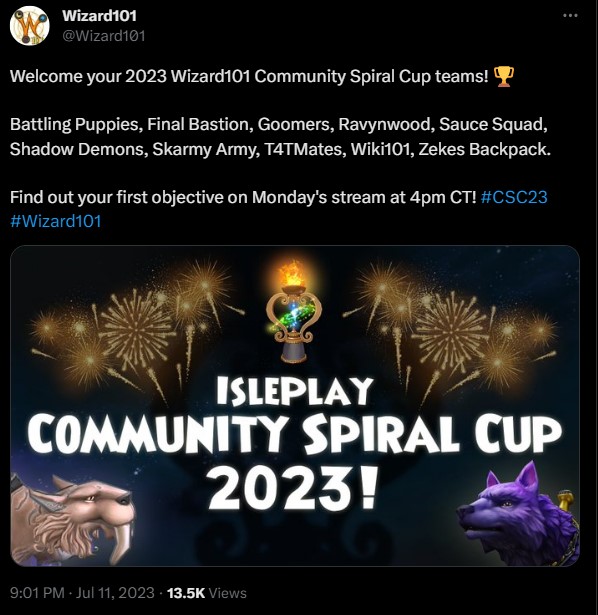 Wizard101
@Wizard101
Welcome your 2023 Wizard101 Community Spiral Cup teams! 🏆
Battling Puppies, Final Bastion, Goomers, Ravynwood, Sauce Squad,
Shadow Demons, Skarmy Army, T4TMates, Wiki101, Zekes Backpack.
Find out your first objective on Monday's stream at 4pm CT! #CSC23
#Wizard101
ISLEPLAY
COMMUNITY SPIRAL CUP
2023!
9:01 PM · Jul 11, 2023 · 13.5K Views